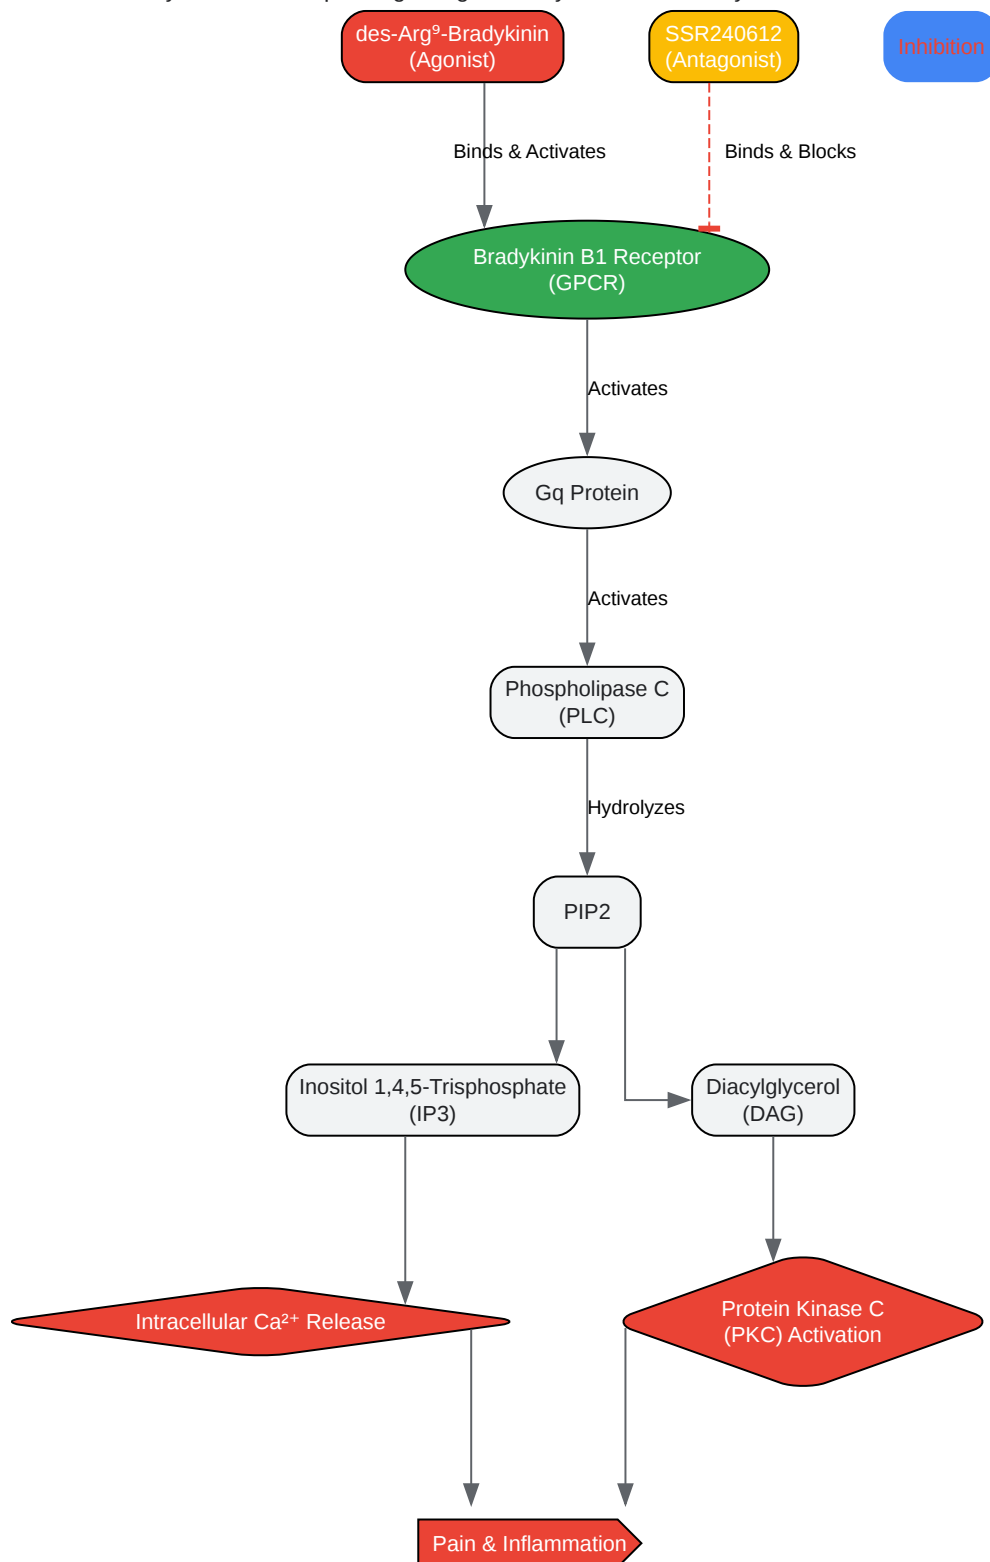 des-Arg⁹-Bradykinin
(Agonist)
SSR240612
(Antagonist)
Inhibition
Binds & Activates
Binds & Blocks
Bradykinin B1 Receptor
(GPCR)
Activates
Gq Protein
Activates
Phospholipase C
(PLC)
Hydrolyzes
PIP2
Inositol 1,4,5-Trisphosphate
(IP3)
Diacylglycerol
(DAG)
Intracellular Ca²⁺ Release
Protein Kinase C
(PKC) Activation
Pain & Inflammation